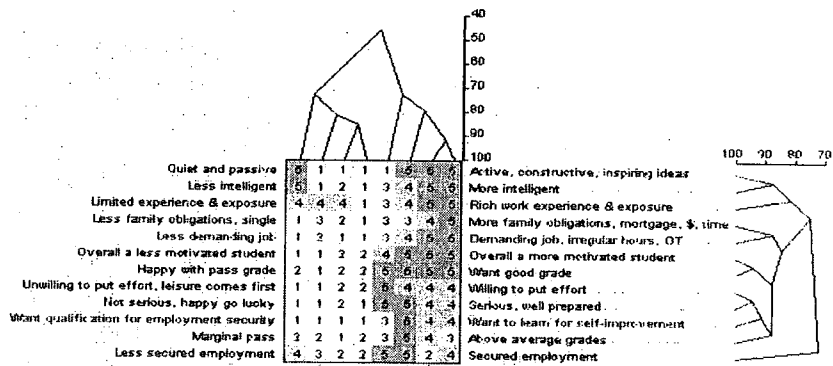 40
50
60
70
80
90
100
100 90 80 70
Quiet and passive 5 1 1 1 1 5 5 5 Active, constructive, inspiring ideas
Less intelligent 5 1 2 1 3 4 5 5 More intelligent
Limited experience & exposure 4 4 4 1 3 4 5 5 Rich work experience & exposure
Less family obligations, single 1 3 2 1 3 3 4 5 More family obligations, mortgage, $, time
Less demanding job 1 3 1 1 3 4 5 5 Demanding job, irregular hours, OT
Overall a less motivated student 1 1 2 2 4 5 5 5 Overall a more motivated student
Happy with pass grade 2 1 2 2 5 5 5 5 Want good grade
Unwilling to put effort, leisure comes first 1 1 2 2 5 4 4 4 Willing to put effort
Not serious, happy go lucky 1 1 2 1 5 5 4 4 Serious, well prepared
Want qualification for employment security 1 1 1 1 3 5 4 4 Want to learn for self-improvement
Marginal pass 3 2 1 2 3 5 4 3 Above average grades
Less secured employment 4 3 2 2 5 5 2 4 Secured employment